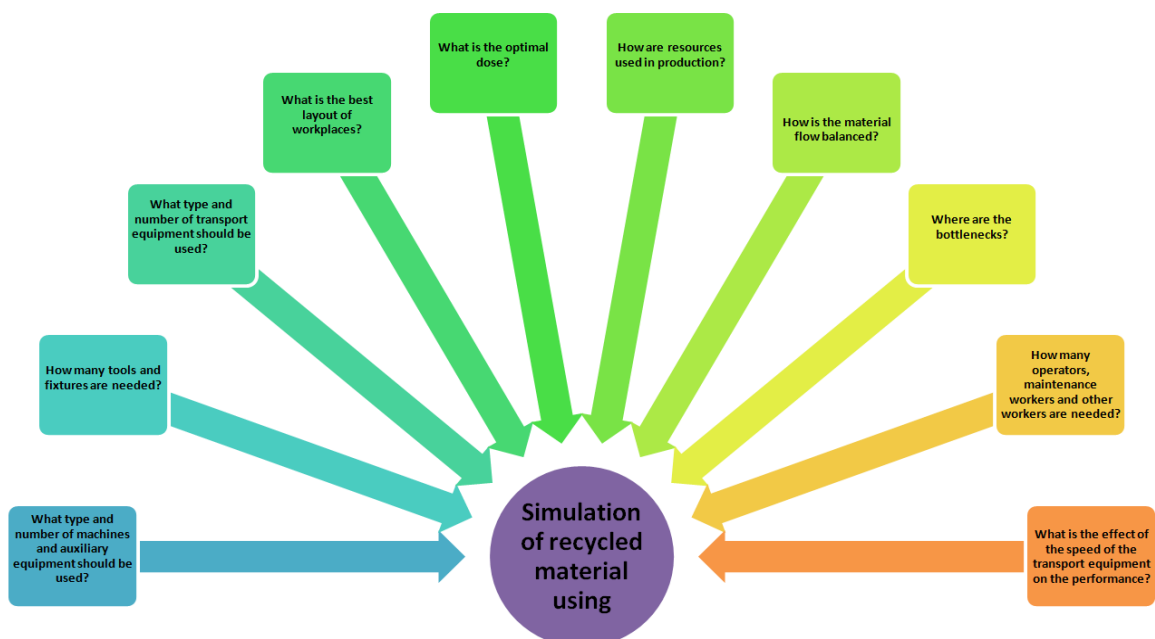 What is the optimal
dose?
How are resources
used in production?
What is the best
layout of
workplaces?
How is the material
flow balanced?
What type and
number of transport
equipment should be
used?
Where are the
bottlenecks?
How many tools and
fixtures are needed?
How many
operators,
maintenance
workers and other
workers are needed?
What type and
number of machines
and auxiliary
equipment should be
used?
Simulation
of recycled
material
using
What is the effect of
the speed of the
transport equipment
on the performance?